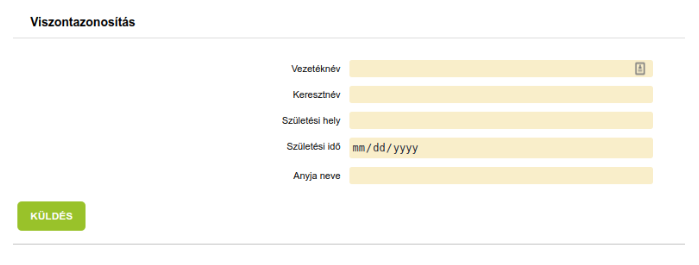 Viszontazonosítás
Vezetéknév
Keresztnév
Születési hely
Születési idő mm/dd/yyyy
Anyja neve
KÜLDÉS